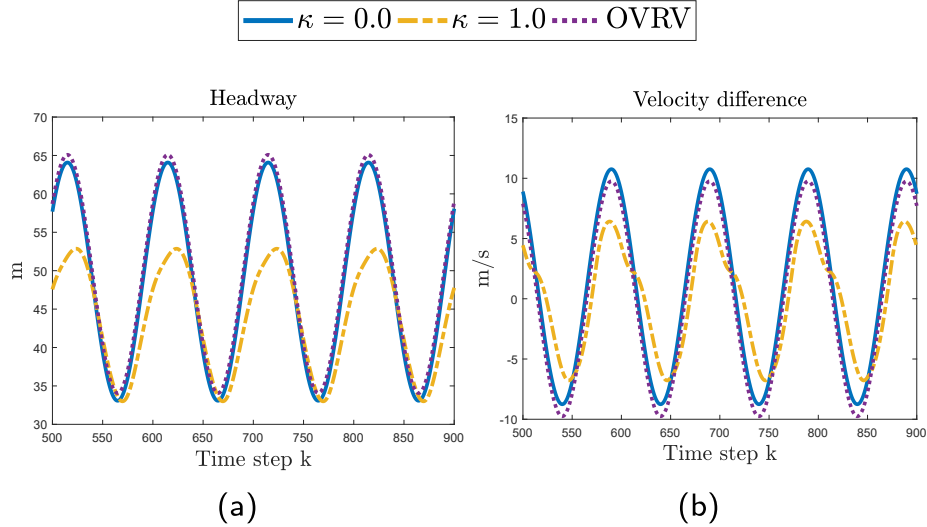 κ = 0.0 κ = 1.0 OVRV
Headway
70
65
60
55
50
45
40
35
30
m
500 550 600 650 700 750 800 850 900
Time step k
(a)
Velocity difference
15
10
5
0
-5
-10
m/s
500 550 600 650 700 750 800 850 900
Time step k
(b)